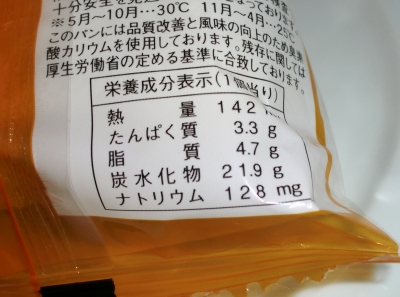 十分安全を
※5月～10月…30℃ 11月～4月…25℃
このパンには品質改善と風味の向上のため臭素
酸カリウムを使用しております。残存に関しては
厚生労働省の定める基準に合致しております。
栄養成分表示(1個当り)
熱量 142
たんぱく質 3.3 g
脂質 4.7 g
炭水化物 21.9 g
ナトリウム 128 mg